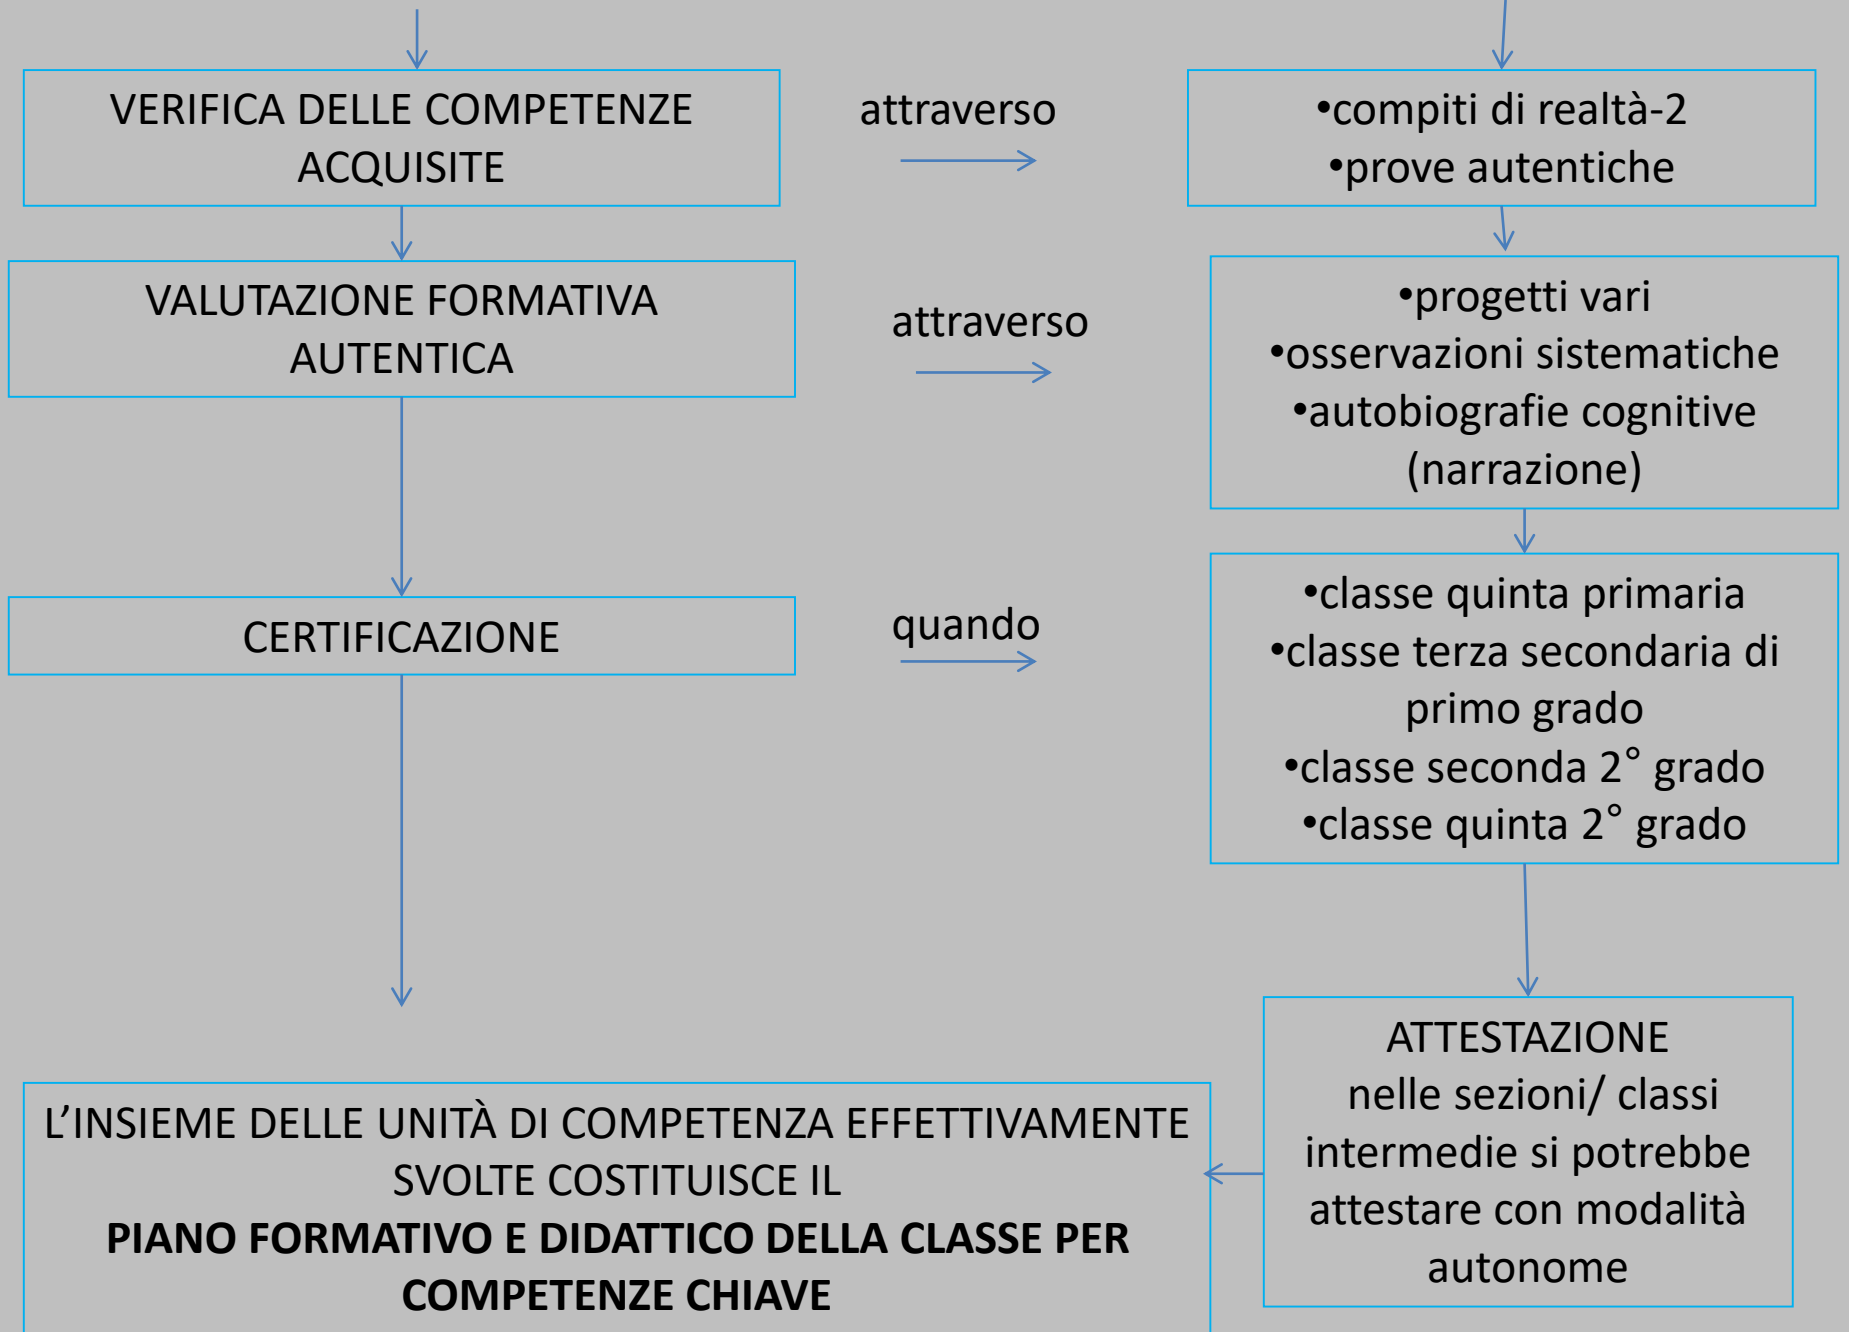 VERIFICA DELLE COMPETENZE
ACQUISITE
attraverso
•compiti di realtà-2
•prove autentiche
VALUTAZIONE FORMATIVA
AUTENTICA
attraverso
•progetti vari
•osservazioni sistematiche
•autobiografie cognitive
(narrazione)
CERTIFICAZIONE
quando
•classe quinta primaria
•classe terza secondaria di
primo grado
•classe seconda 2° grado
•classe quinta 2° grado
ATTESTAZIONE
nelle sezioni/ classi
intermedie si potrebbe
attestare con modalità
autonome
L’INSIEME DELLE UNITÀ DI COMPETENZA EFFETTIVAMENTE
SVOLTE COSTITUISCE IL
PIANO FORMATIVO E DIDATTICO DELLA CLASSE PER
COMPETENZE CHIAVE